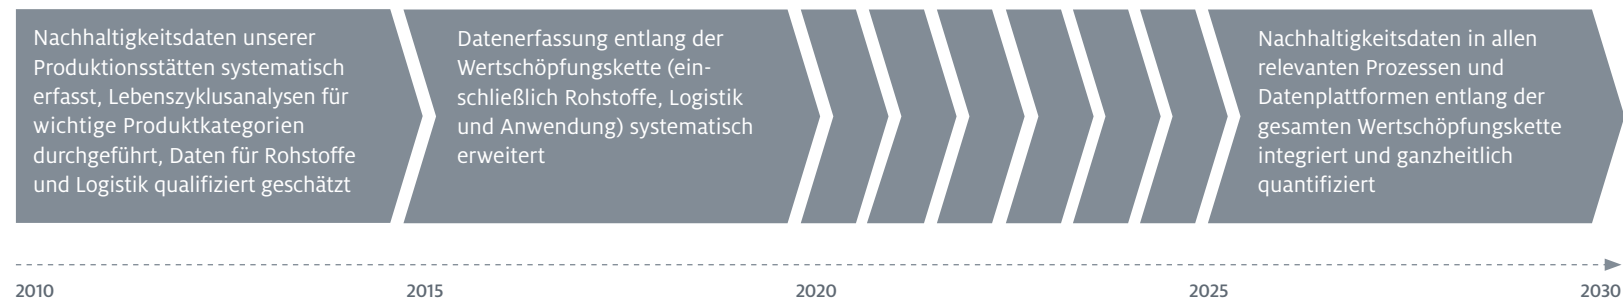 Nachhaltigkeitsdaten unserer
Produktionsstätten systematisch
erfasst, Lebenszyklusanalysen für
wichtige Produktkategorien
durchgeführt, Daten für Rohstoffe
und Logistik qualifiziert geschätzt
Datenerfassung entlang der
Wertschöpfungskette (ein-
schließlich Rohstoffe, Logistik
und Anwendung) systematisch
erweitert
Nachhaltigkeitsdaten in allen
relevanten Prozessen und
Datenplattformen entlang der
gesamten Wertschöpfungskette
integriert und ganzheitlich
quantifiziert
2010 2015 2020 2025 2030